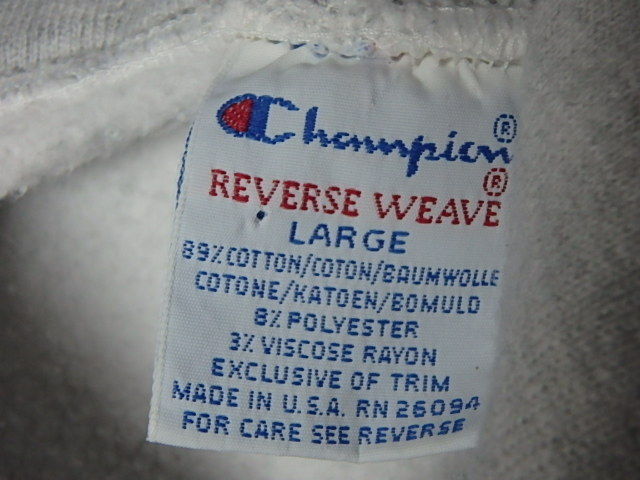 Champion®
REVERSE WEAVE®
LARGE
89% COTTON/COTON/BAUMWOLLE
COTONE/KATOEN/BOMULD
8% POLYESTER
3% VISCOSE RAYON
EXCLUSIVE OF TRIM
MADE IN U.S.A. RN 26094
FOR CARE SEE REVERSE